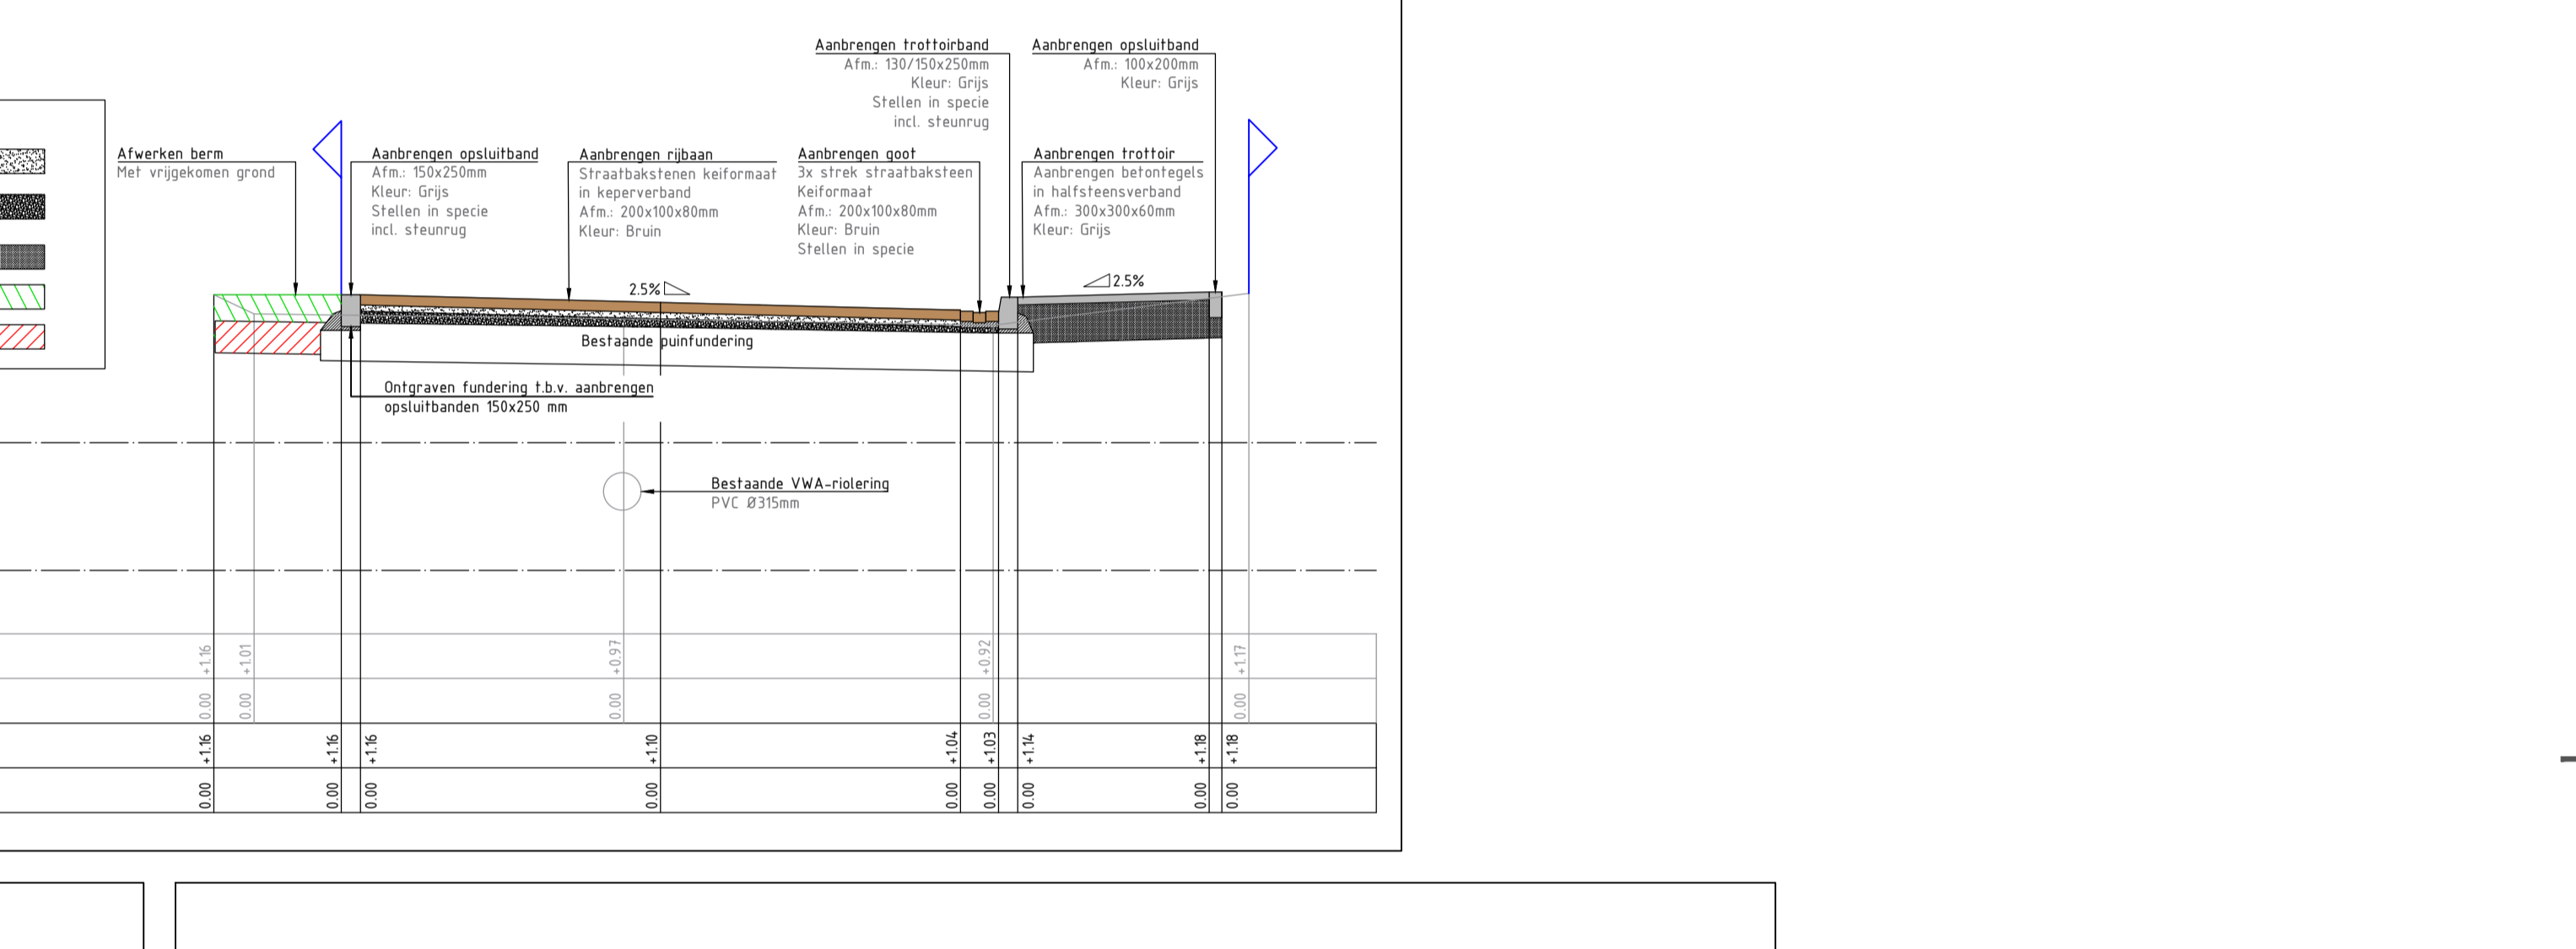 Aanbrengen trottoirband
Afm.: 130/150x250mm
Kleur: Grijs
Stellen in specie
incl. steunrug
Aanbrengen opsluitband
Afm.: 100x200mm
Kleur: Grijs
Afwerken berm
Met vrijgekomen grond
Aanbrengen opsluitband
Afm.: 150x250mm
Kleur: Grijs
Stellen in specie
incl. steunrug
Aanbrengen rijbaan
Straatbakstenen keiformaat
in keperverband
Afm.: 200x100x80mm
Kleur: Bruin
Aanbrengen goot
3x strek straatbaksteen
Keiformaat
Afm.: 200x100x80mm
Kleur: Bruin
Stellen in specie
Aanbrengen trottoir
Aanbrengen betontegels
in halfsteensverband
Afm.: 300x300x60mm
Kleur: Grijs
2.5%
2.5%
Bestaande puinfundering
Ontgraven fundering t.b.v. aanbrengen
opsluitbanden 150x250 mm
Bestaande VWA-riolering
PVC Ø315mm
+1.16 +1.01 +0.97 +0.92 +1.17
0.00 0.00 0.00 0.00 0.00
+1.16 +1.16 +1.16 +1.10 +1.04 +1.03 +1.14 +1.18 +1.18
0.00 0.00 0.00 0.00 0.00 0.00 0.00 0.00 0.00